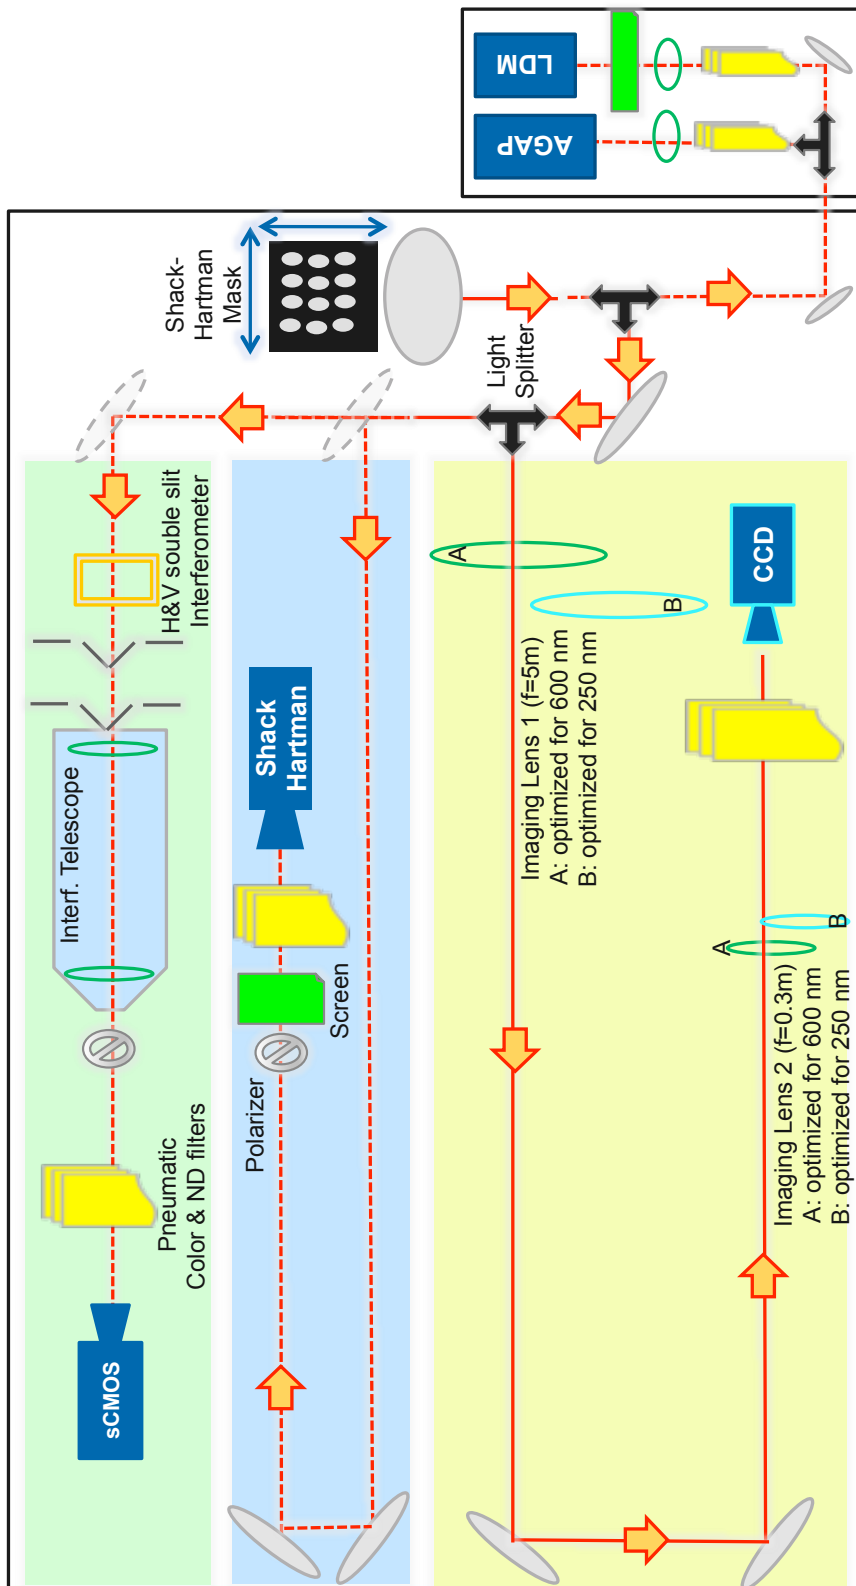 LDM
AGAP
Shack-
Hartman
Mask
Light
Splitter
H&V souble slit
Interferometer
Interf. Telescope
Pneumatic
Color & ND filters
sCMOS
Shack
Hartman
Screen
Polarizer
A
B
Imaging Lens 1 (f=5m)
A: optimized for 600 nm
B: optimized for 250 nm
CCD
A
B
Imaging Lens 2 (f=0.3m)
A: optimized for 600 nm
B: optimized for 250 nm